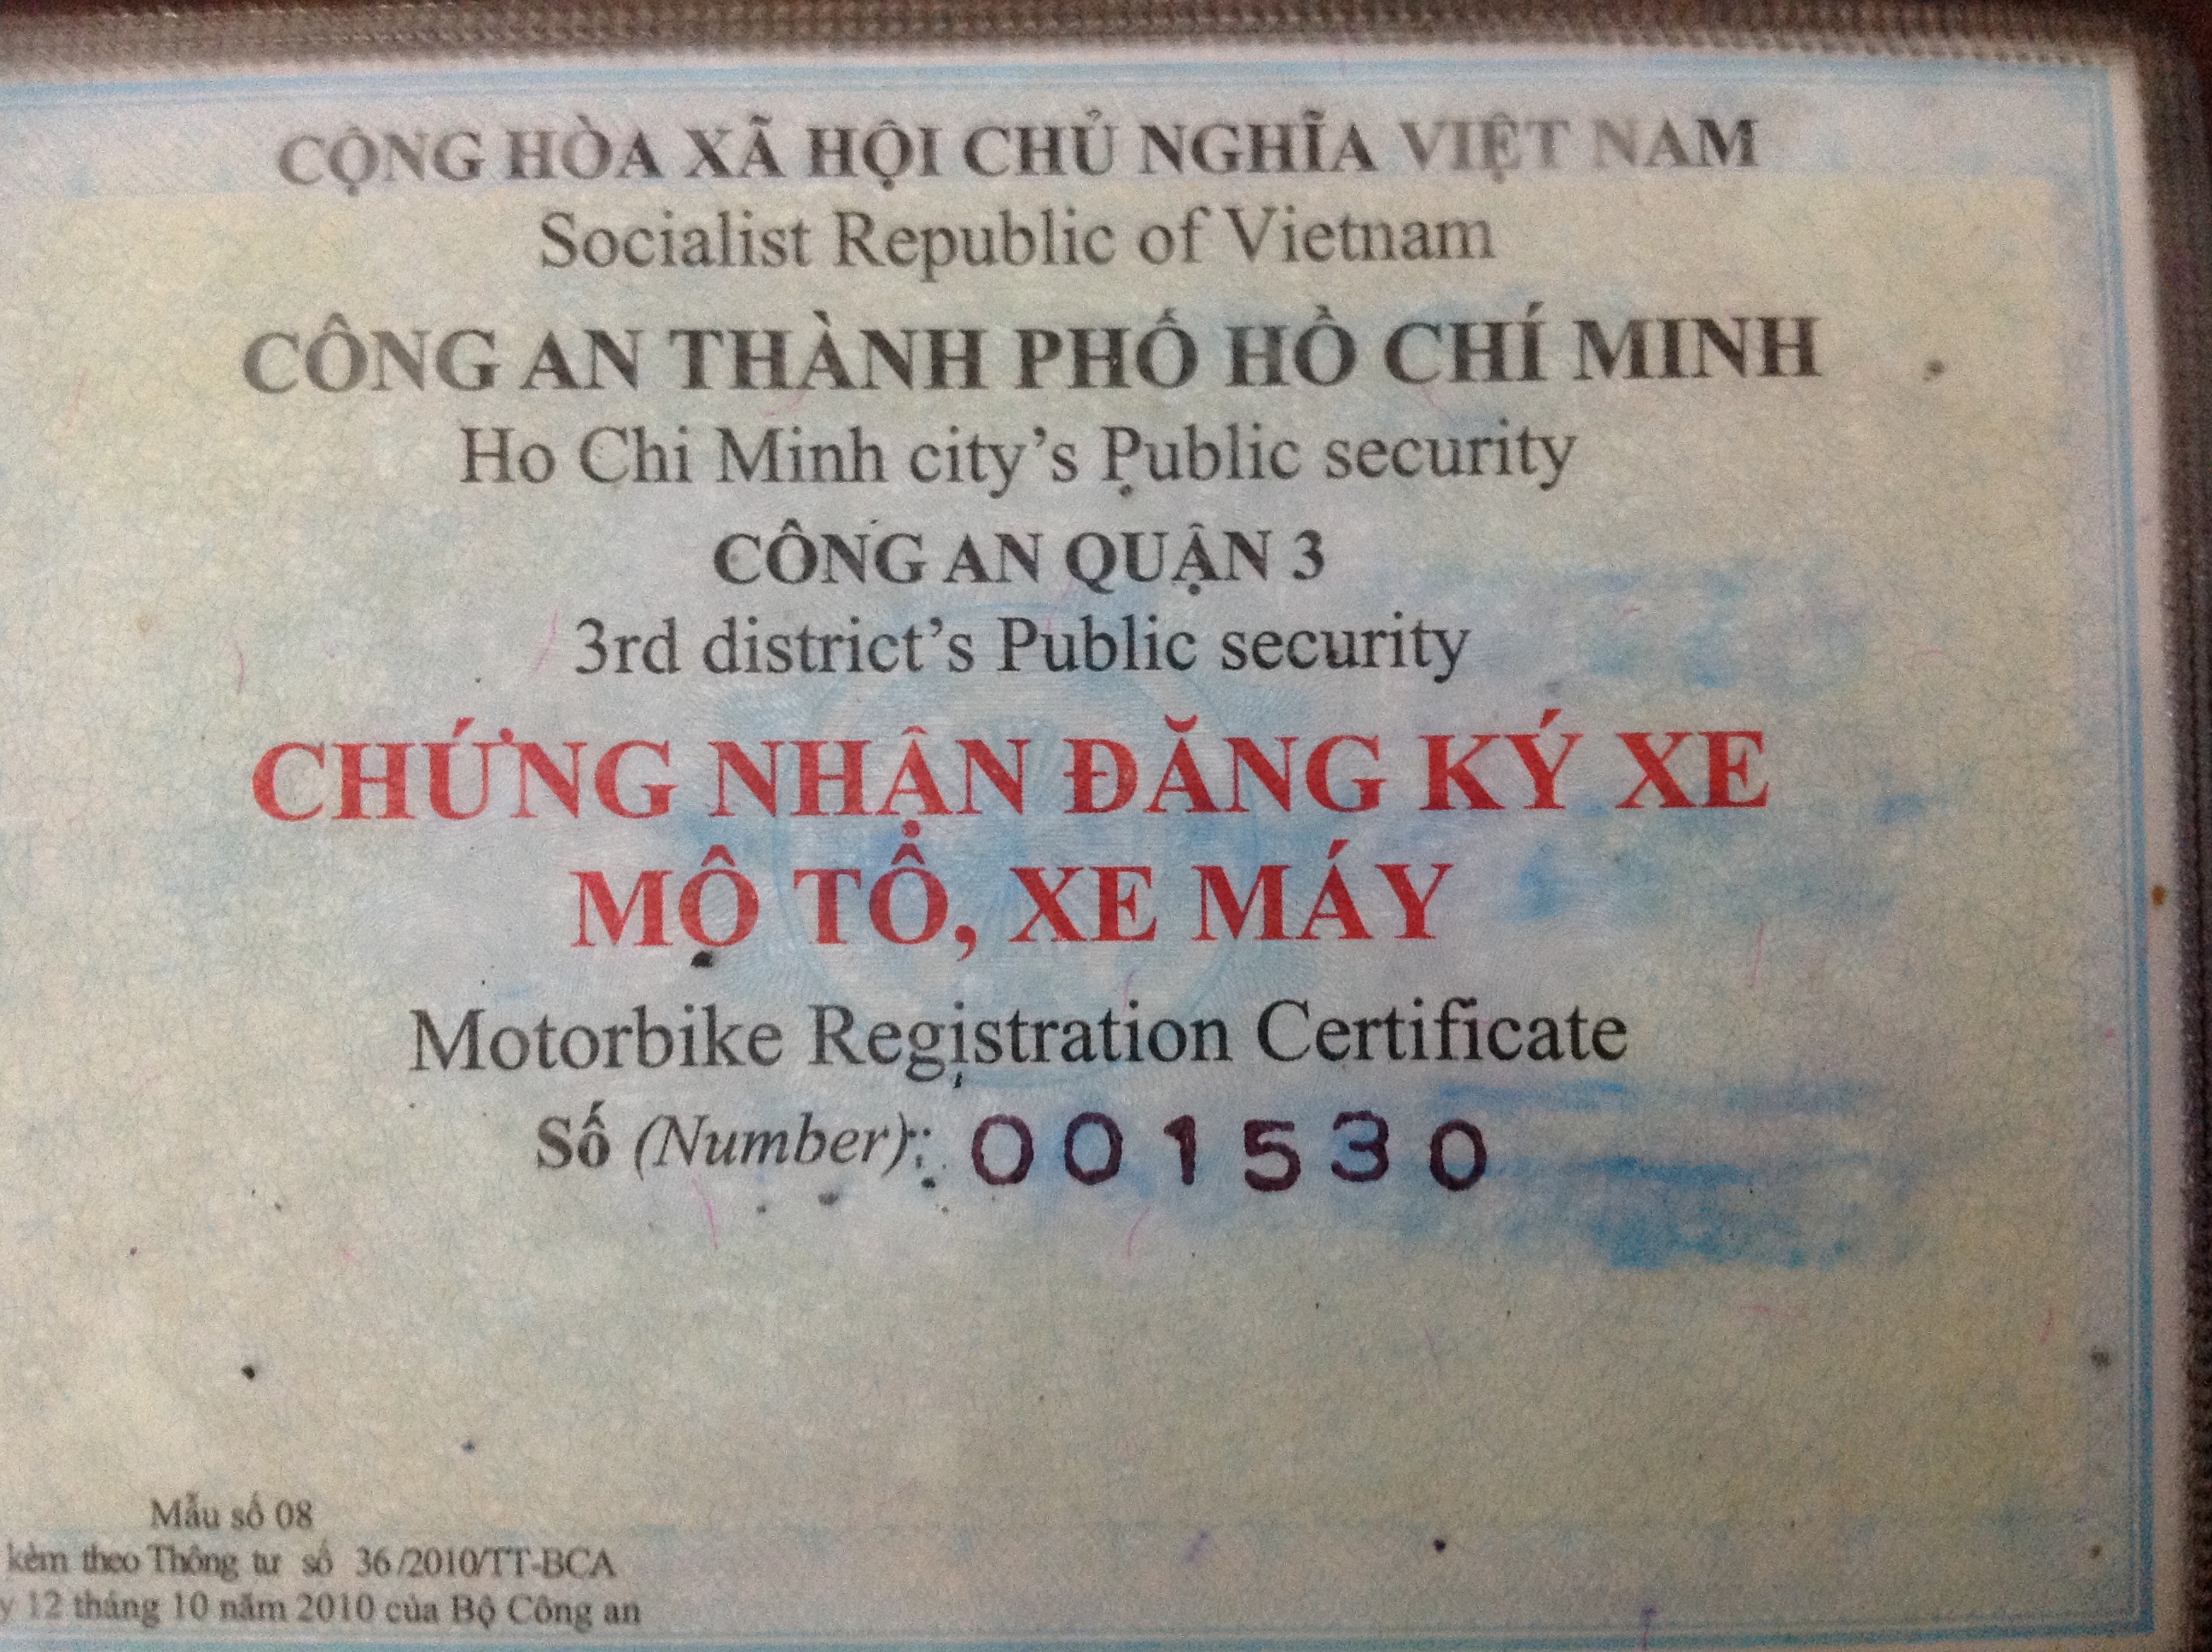 CỘNG HÒA XÃ HỘI CHỦ NGHĨA VIỆT NAM
Socialist Republic of Vietnam
CÔNG AN THÀNH PHỐ HỒ CHÍ MINH
Ho Chi Minh city’s Public security
CÔNG AN QUẬN 3
3rd district’s Public security
CHỨNG NHẬN ĐĂNG KÝ XE
MÔ TÔ, XE MÁY
Motorbike Registration Certificate
Số (Number): 001530
Mẫu số 08
kèm theo Thông tư số 36/2010/TT-BCA
y 12 tháng 10 năm 2010 của Bộ Công an